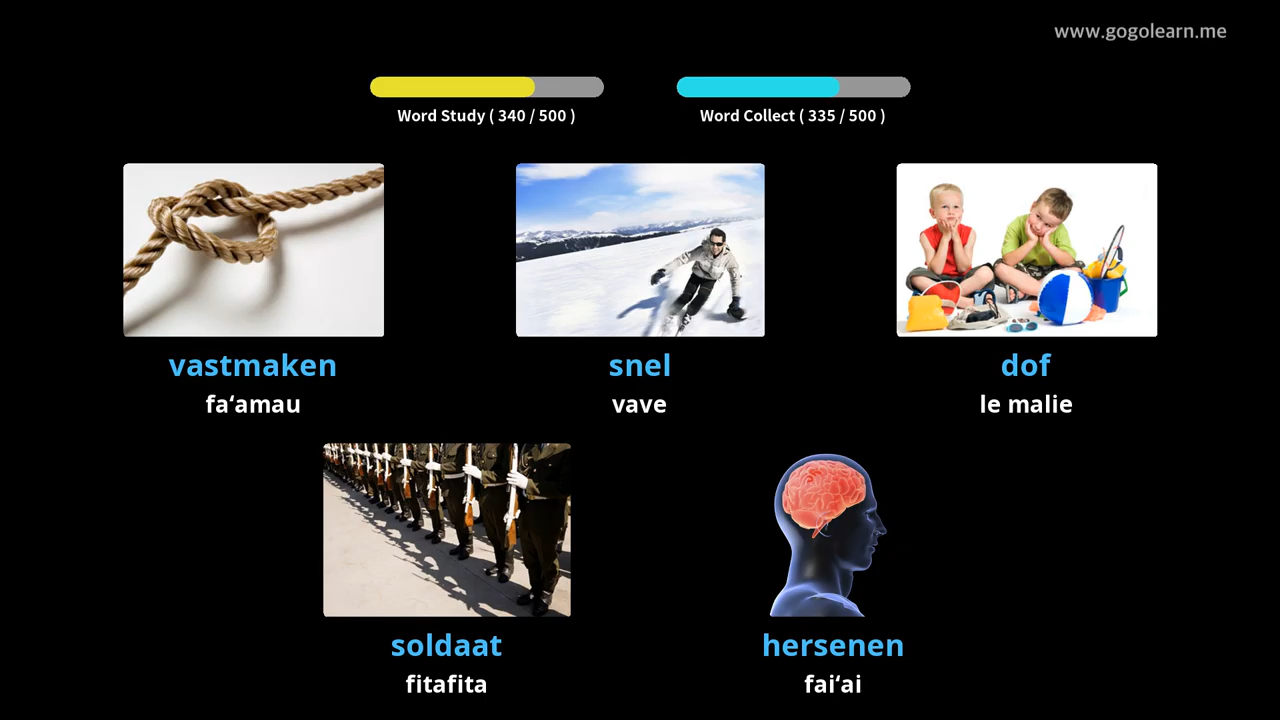 www.gogolearn.me
Word Study ( 340 / 500 )
Word Collect ( 335 / 500 )
vastmaken
snel
dof
fa‘amau
vave
le malie
soldaat
hersenen
fitafita
fai‘ai